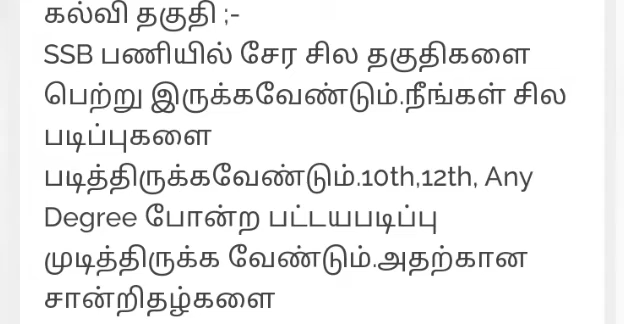 கல்வி தகுதி ;-
SSB பணியில் சேர சில தகுதிகளை
பெற்று இருக்கவேண்டும்.நீங்கள் சில
படிப்புகளை
படித்திருக்கவேண்டும்.10th,12th, Any
Degree போன்ற பட்டயபடிப்பு
முடித்திருக்க வேண்டும்.அதற்கான
சான்றிதழ்களை